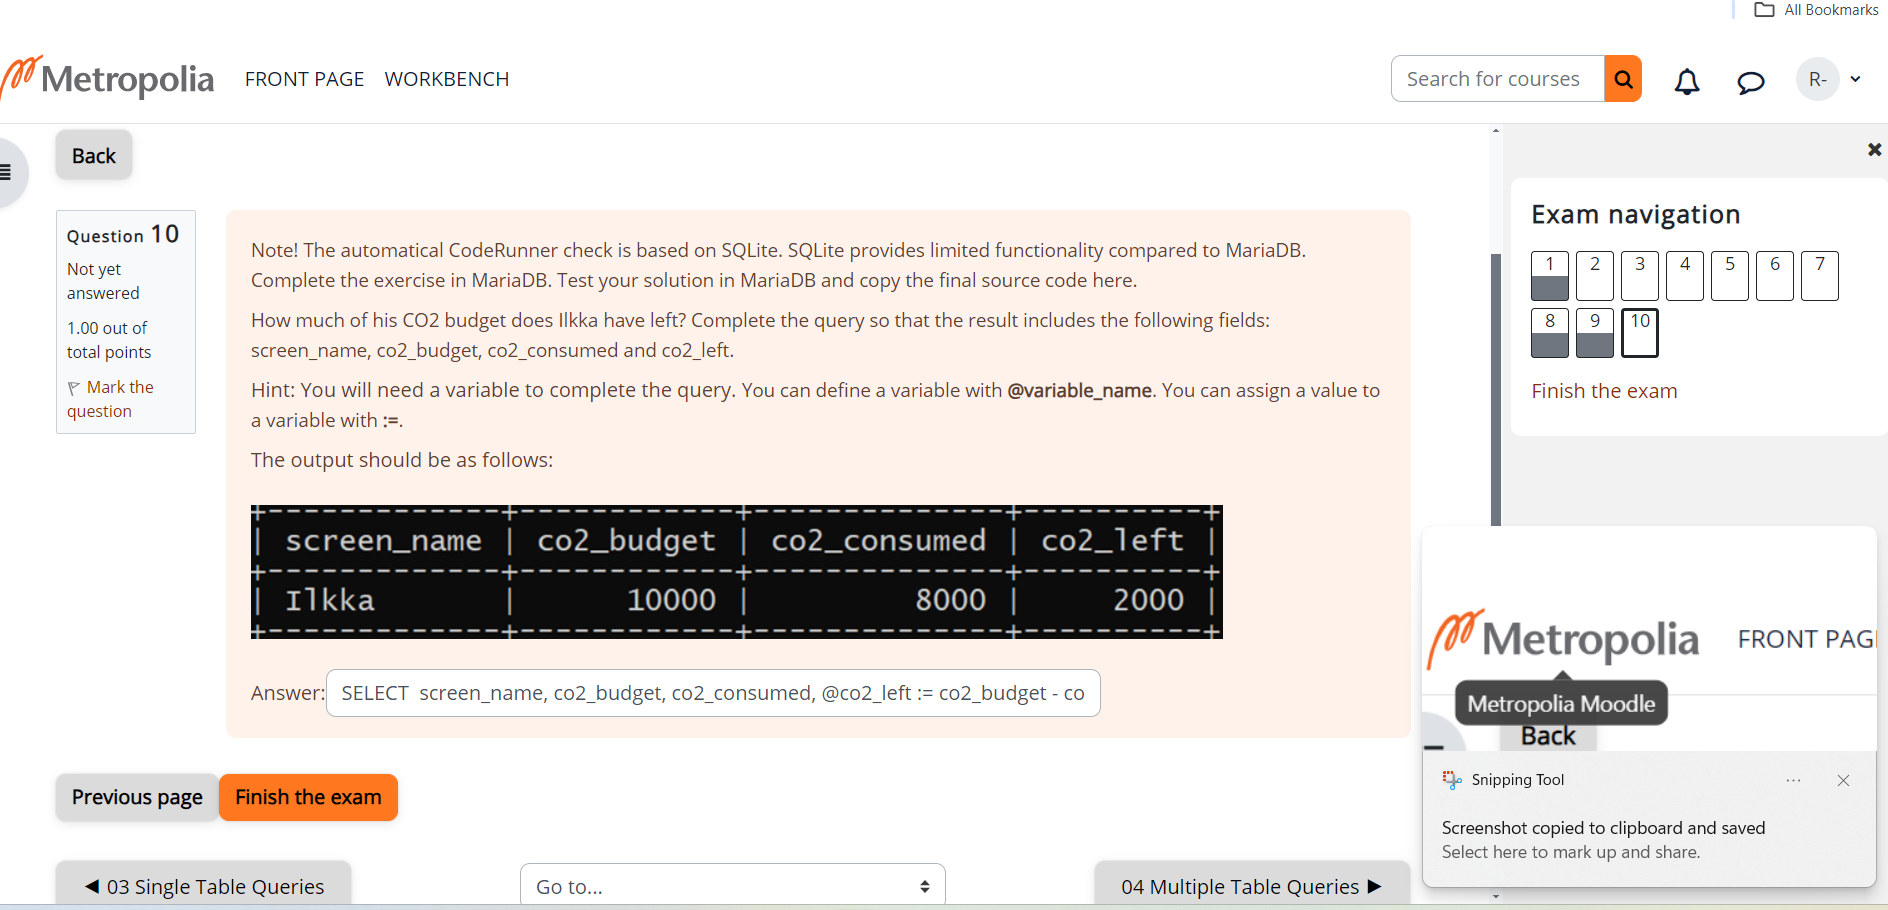 All Bookmarks
Metropolia FRONT PAGE WORKBENCH Search for courses R-
Back
Question 10
Not yet
answered
1.00 out of
total points
Mark the
question
Note! The automatical CodeRunner check is based on SQLite. SQLite provides limited functionality compared to MariaDB.
Complete the exercise in MariaDB. Test your solution in MariaDB and copy the final source code here.
How much of his CO2 budget does Ilkka have left? Complete the query so that the result includes the following fields:
screen_name, co2_budget, co2_consumed and co2_left.
Hint: You will need a variable to complete the query. You can define a variable with @variable_name. You can assign a value to
a variable with :=.
The output should be as follows:
+-------------+------------+--------------+----------+
| screen_name | co2_budget | co2_consumed | co2_left |
+-------------+------------+--------------+----------+
| Ilkka | 10000 | 8000 | 2000 |
+-------------+------------+--------------+----------+
Answer: SELECT  screen_name, co2_budget, co2_consumed, @co2_left := co2_budget - co
Previous page Finish the exam
◀ 03 Single Table Queries Go to... 04 Multiple Table Queries ▶
Exam navigation
1 2 3 4 5 6 7
8 9 10
Finish the exam
Metropolia FRONT PAG
Metropolia Moodle
Back
Snipping Tool
Screenshot copied to clipboard and saved
Select here to mark up and share.